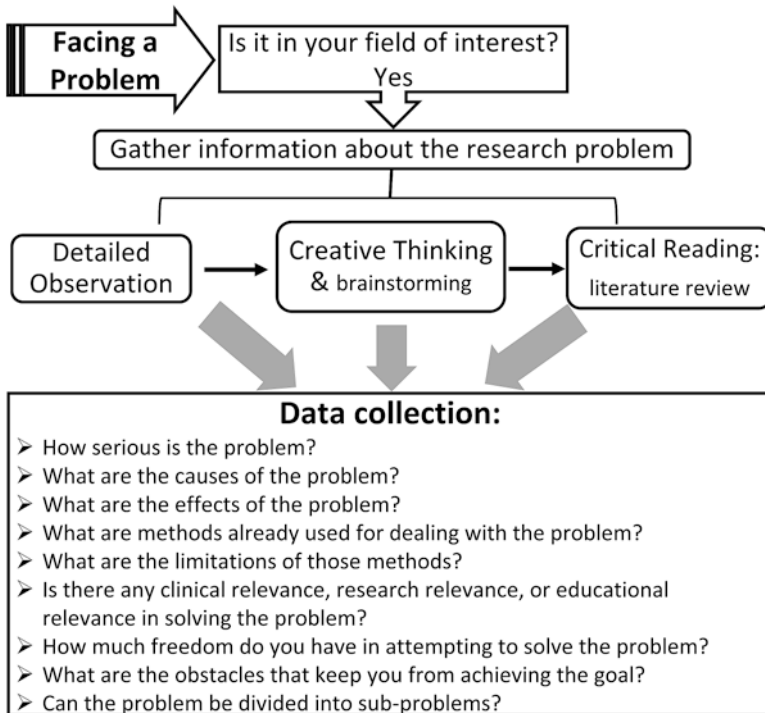 Facing a
Problem
Is it in your field of interest?
Yes
Gather information about the research problem
Detailed
Observation
Creative Thinking
& brainstorming
Critical Reading:
literature review
Data collection:
➢ How serious is the problem?
➢ What are the causes of the problem?
➢ What are the effects of the problem?
➢ What are methods already used for dealing with the problem?
➢ What are the limitations of those methods?
➢ Is there any clinical relevance, research relevance, or educational
relevance in solving the problem?
➢ How much freedom do you have in attempting to solve the problem?
➢ What are the obstacles that keep you from achieving the goal?
➢ Can the problem be divided into sub-problems?